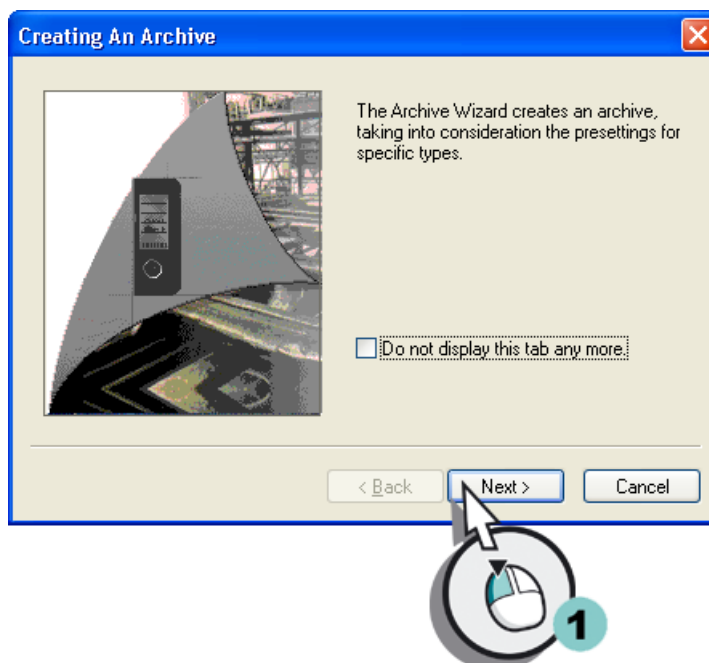 Creating An Archive
The Archive Wizard creates an archive,
taking into consideration the presettings for
specific types.
Do not display this tab any more.
< Back
Next >
Cancel
1